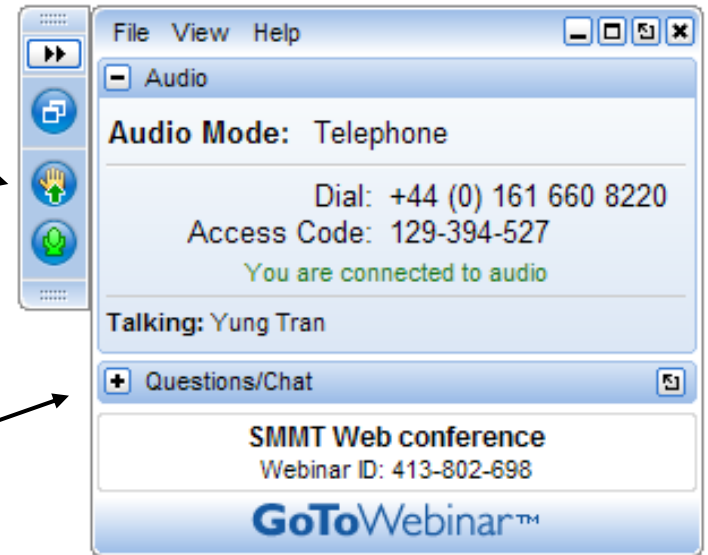 File View Help
Audio
Audio Mode: Telephone
Dial: +44 (0) 161 660 8220
Access Code: 129-394-527
You are connected to audio
Talking: Yung Tran
Questions/Chat
SMMT Web conference
Webinar ID: 413-802-698
GoToWebinar™